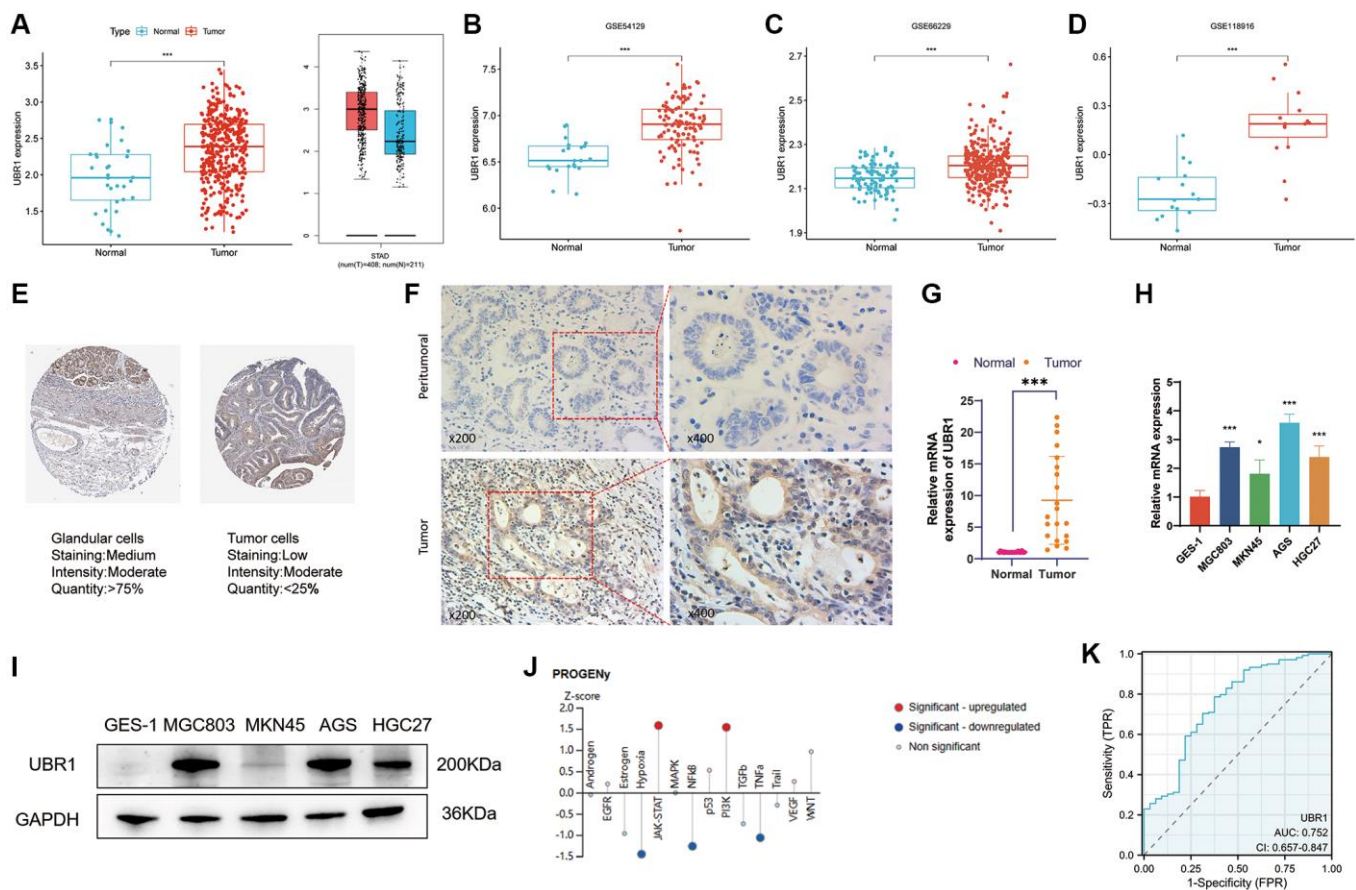 A
Type Normal Tumor
***
UBR1 expression
3.5
3.0
2.5
2.0
1.5
Normal Tumor
4
3
2
1
0
STAD
(num(T)=408; num(N)=211)
B
GSE54129
***
UBR1 expression
7.5
7.0
6.5
6.0
Normal Tumor
C
GSE66229
***
UBR1 expression
2.7
2.5
2.3
2.1
1.9
Normal Tumor
D
GSE118916
***
UBR1 expression
0.6
0.3
0.0
−0.3
Normal Tumor
E
Glandular cells
Staining:Medium
Intensity:Moderate
Quantity:>75%
Tumor cells
Staining:Low
Intensity:Moderate
Quantity:<25%
F
Peritumoral
x200
x400
Tumor
x200
x400
G
Normal Tumor
***
Relative mRNA
expression of UBR1
25
20
15
10
5
0
Normal Tumor
H
Relative mRNA expression
5
4
3
2
1
0
***
*
***
***
GES-1
MGC803
MKN45
AGS
HGC27
I
GES-1 MGC803 MKN45 AGS HGC27
UBR1
200KDa
GAPDH
36KDa
J
PROGENy
Z-score
2.0
1.5
1.0
0.5
0.0
-0.5
-1.0
-1.5
Androgen
EGFR
Estrogen
Hypoxia
JAK-STAT
MAPK
NFkB
p53
PI3K
TGFb
TNFa
Trail
VEGF
WNT
Significant - upregulated
Significant - downregulated
Non significant
K
Sensitivity (TPR)
1.0
0.8
0.6
0.4
0.2
0.0
UBR1
AUC: 0.752
CI: 0.657-0.847
0.00 0.25 0.50 0.75 1.00
1-Specificity (FPR)